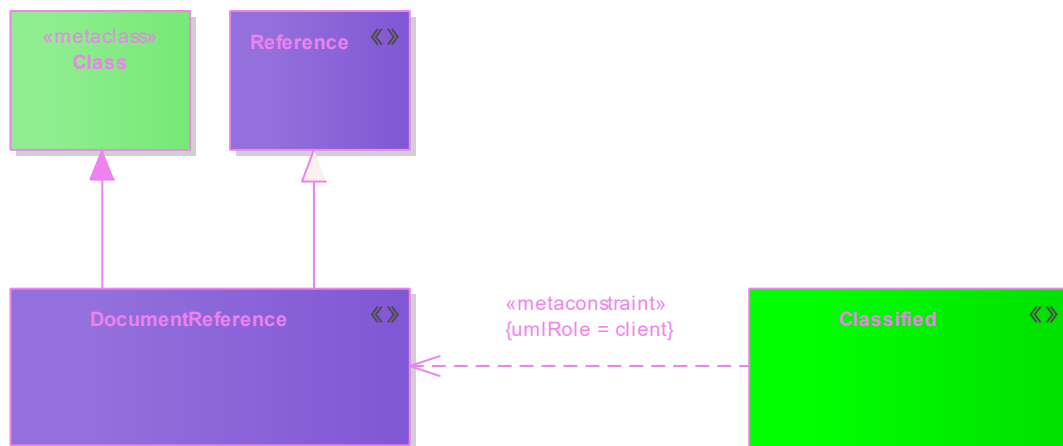 «metaclass»
Class
Reference
DocumentReference
«metaconstraint»
{umlRole = client}
Classified